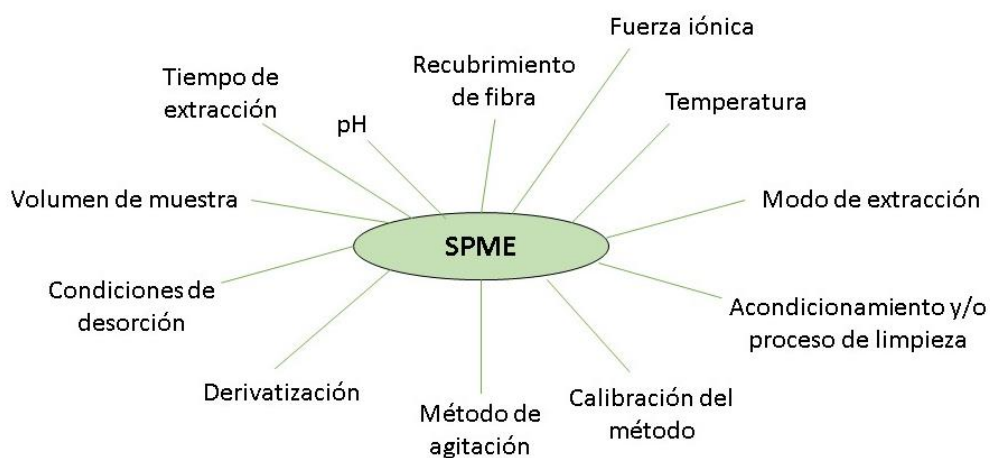 Fuerza iónica
Recubrimiento
de fibra
Tiempo de
extracción
pH
Temperatura
Volumen de muestra
Modo de extracción
SPME
Condiciones de
desorción
Acondicionamiento y/o
proceso de limpieza
Derivatización
Método de
agitación
Calibración del
método